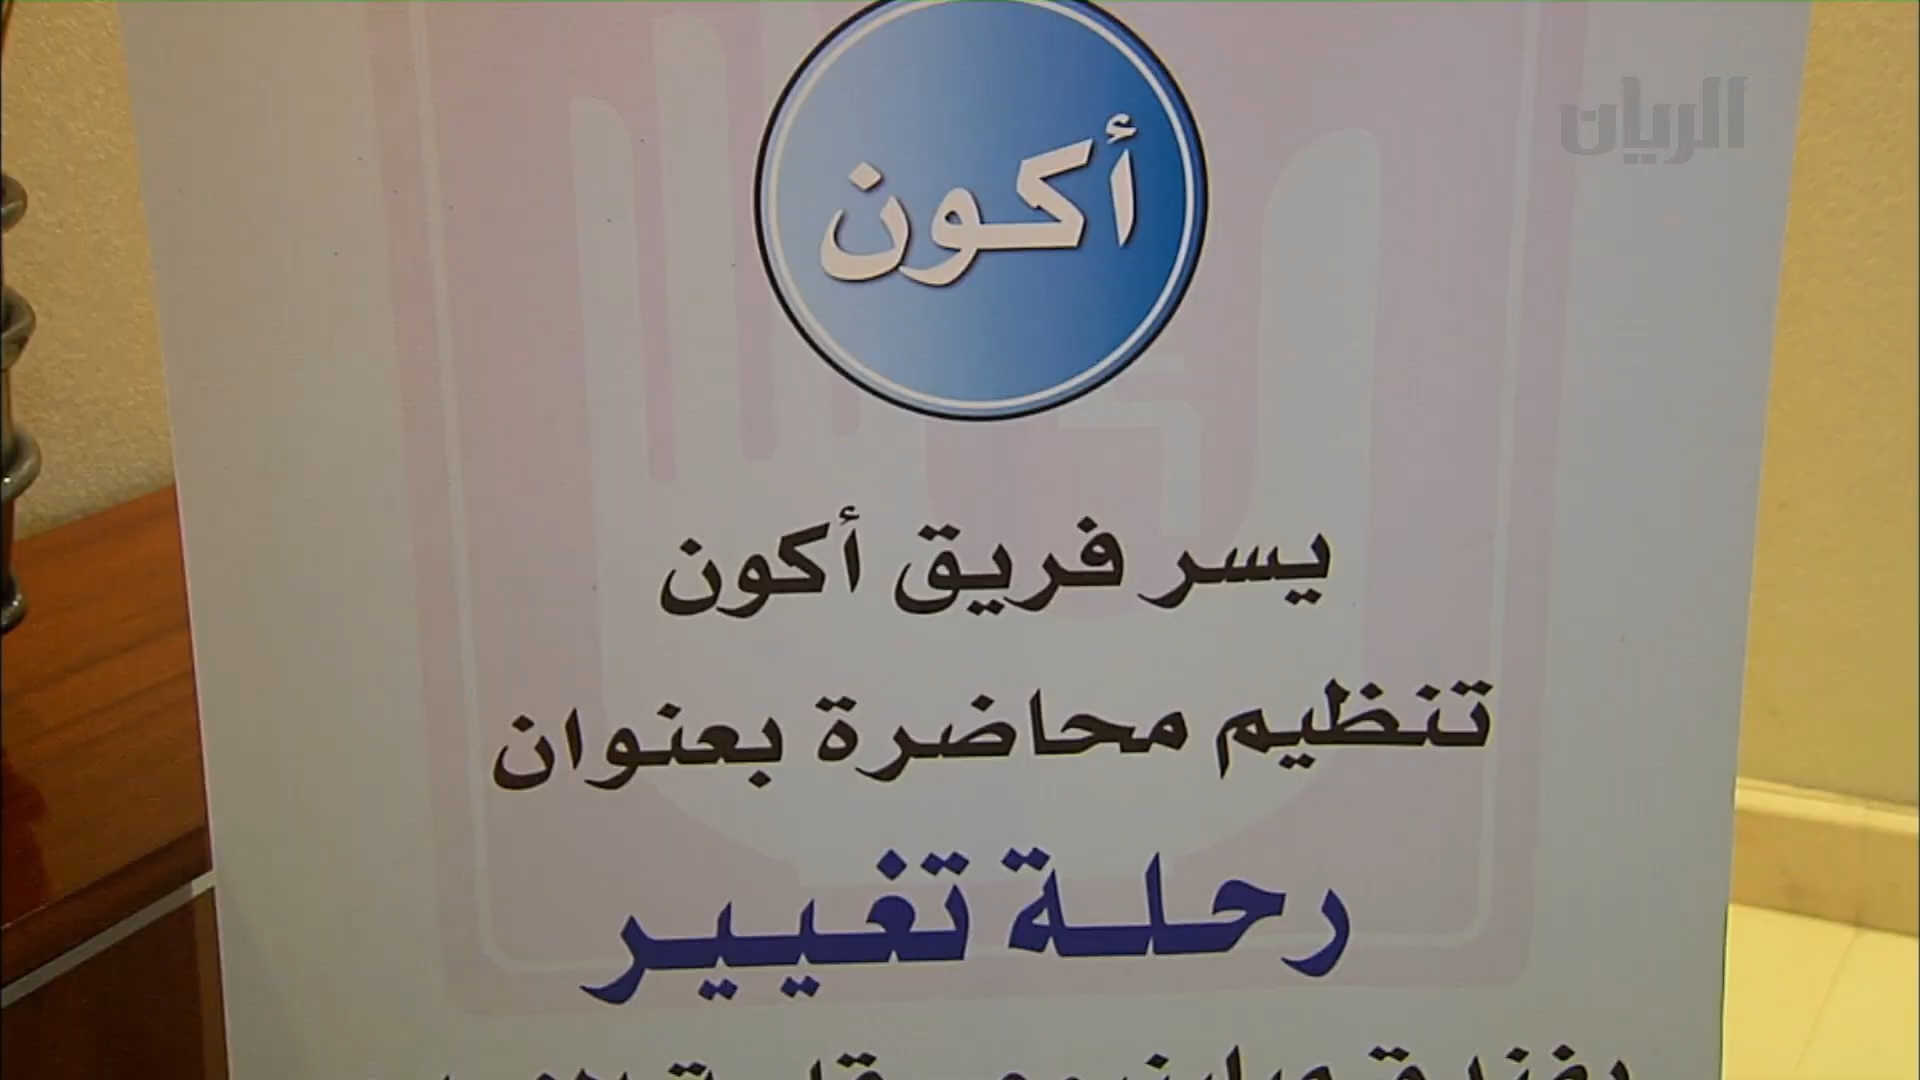 الريان
أكون
يسر فريق أكون
تنظيم محاضرة بعنوان
رحلة تغيير